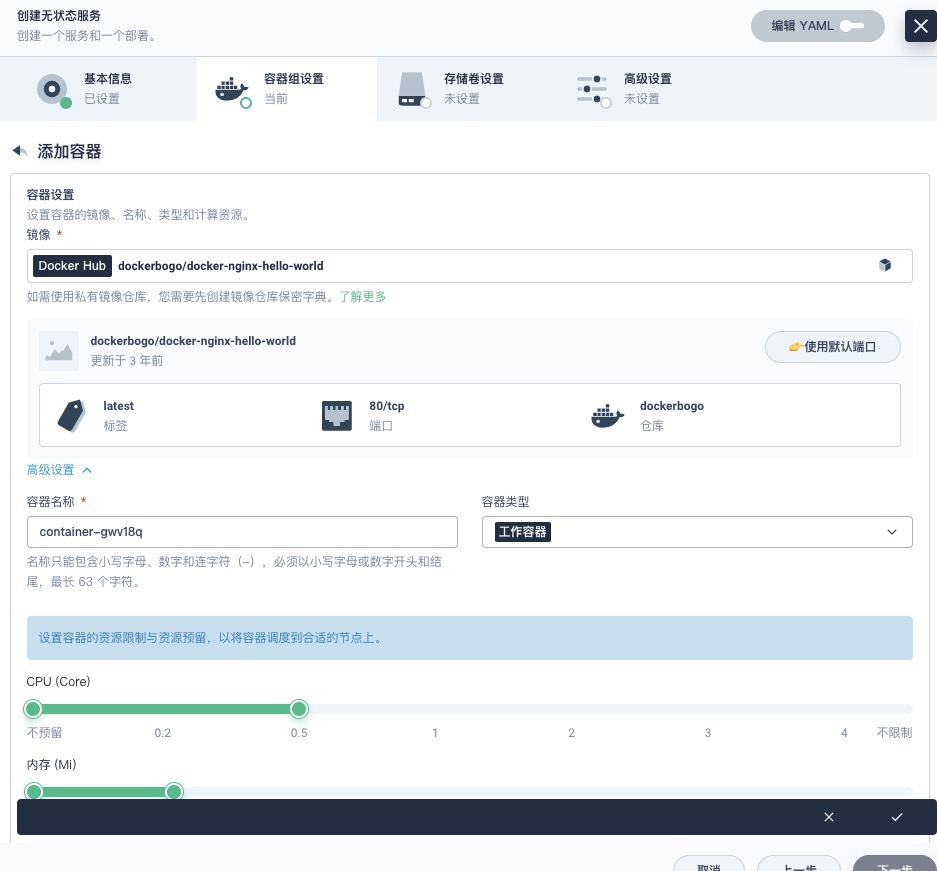 创建无状态服务
创建一个服务和一个部署。
编辑 YAML
基本信息
已设置
容器组设置
当前
存储卷设置
未设置
高级设置
未设置
添加容器
容器设置
设置容器的镜像、名称、类型和计算资源。
镜像 *
Docker Hub dockerbogo/docker-nginx-hello-world
如需使用私有镜像仓库，您需要先创建镜像仓库保密字典。了解更多
dockerbogo/docker-nginx-hello-world
更新于 3 年前
👉使用默认端口
latest
标签
80/tcp
端口
dockerbogo
仓库
高级设置
容器名称 *
容器类型
container-gwv18q
工作容器
名称只能包含小写字母、数字和连字符（-），必须以小写字母或数字开头和结
尾，最长 63 个字符。
设置容器的资源限制与资源预留，以将容器调度到合适的节点上。
CPU (Core)
不预留 0.2 0.5 1 2 3 4 不限制
内存 (Mi)
取消 上一步 下一步